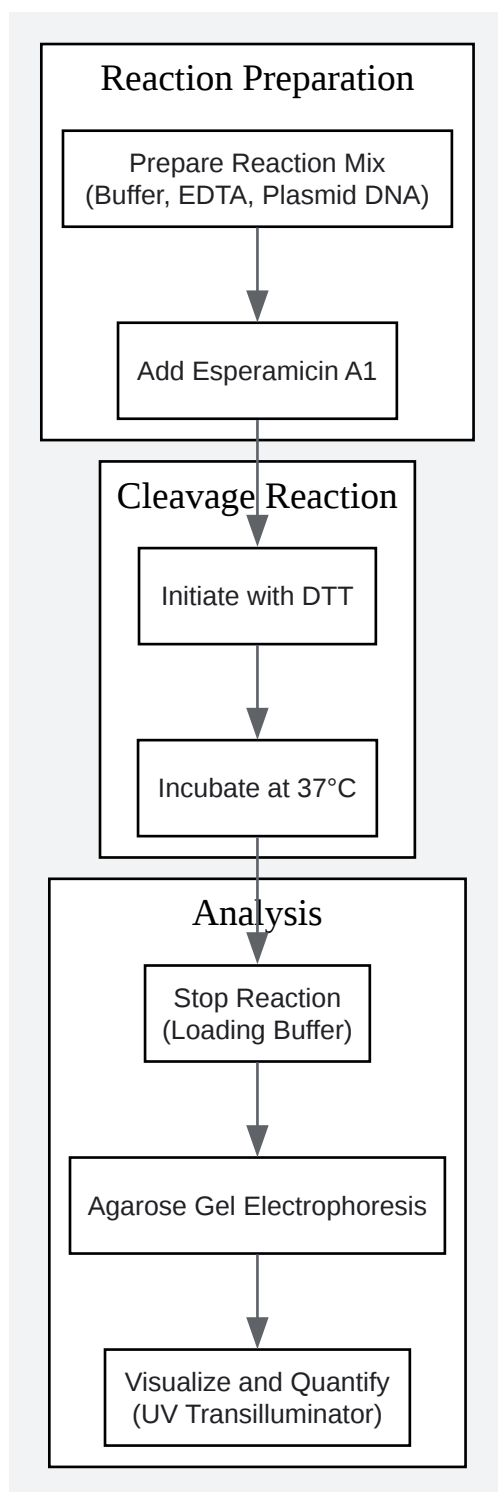 Reaction Preparation
Prepare Reaction Mix
(Buffer, EDTA, Plasmid DNA)
Add Esperamicin A1
Cleavage Reaction
Initiate with DTT
Incubate at 37°C
Analysis
Stop Reaction
(Loading Buffer)
Agarose Gel Electrophoresis
Visualize and Quantify
(UV Transilluminator)